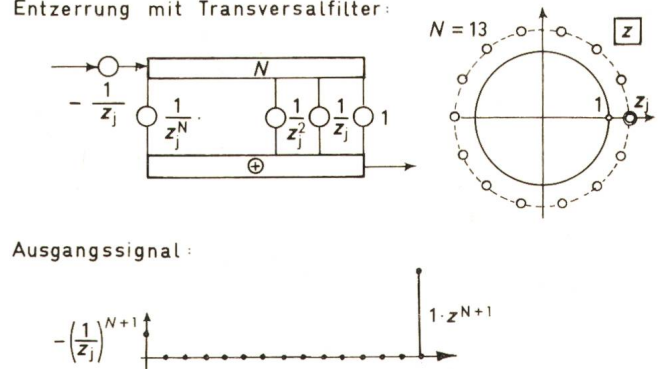 Entzerrung mit Transversalfilter:
N = 13
z
N
- 1/z_j
1/z_j^N ·
1/z_j^2
1/z_j
1
1
z_j
⊕
Ausgangssignal:
-(1/z_j)^{N+1}
1·z^{N+1}